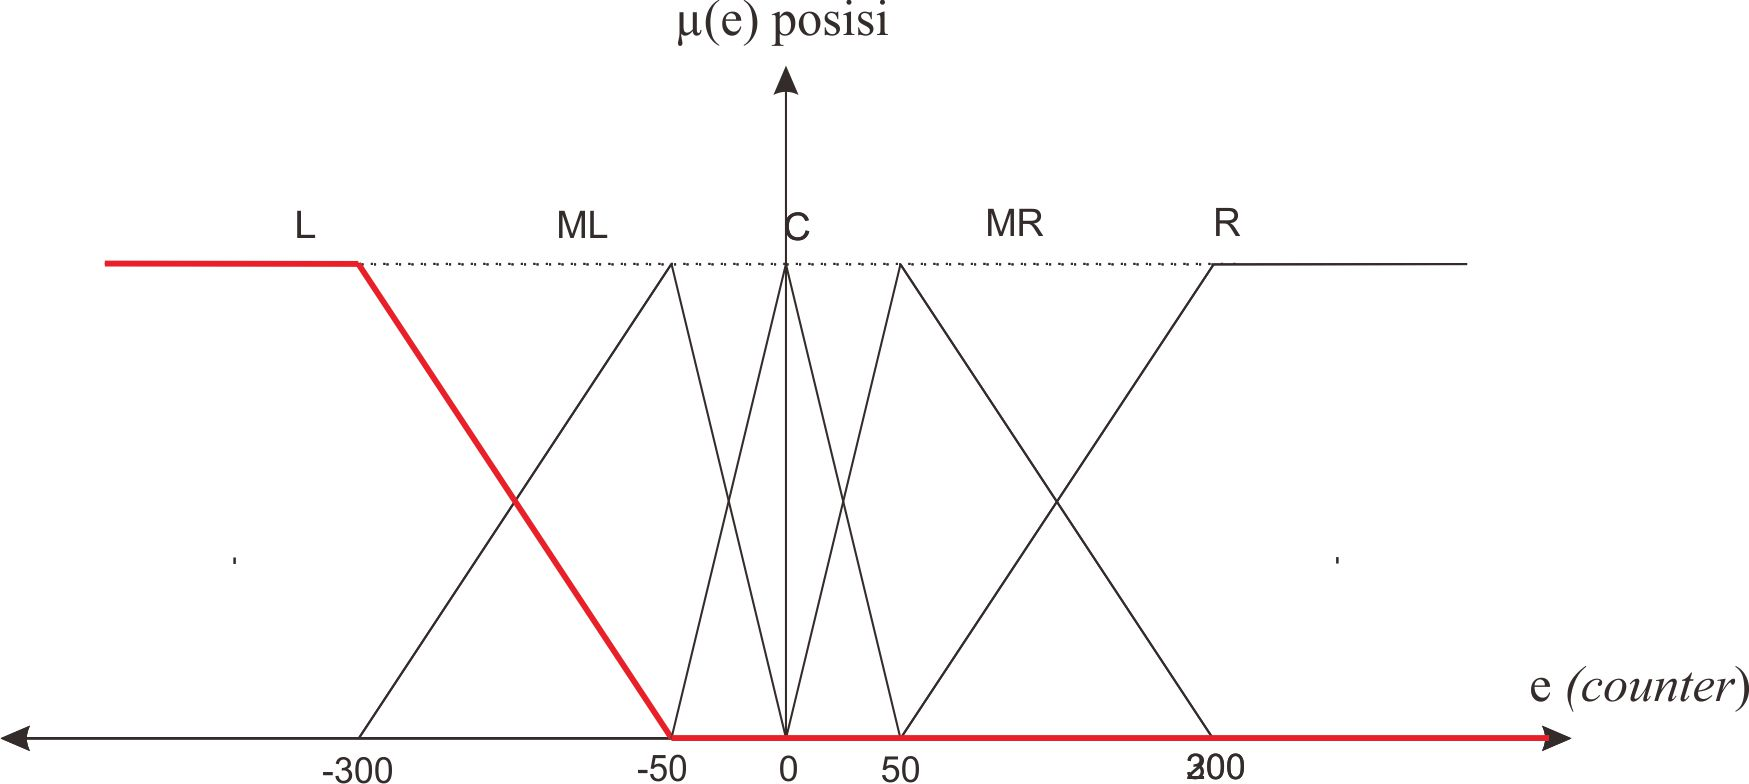 μ(e) posisi
L ML C MR R
e (counter)
-300 -50 0 50